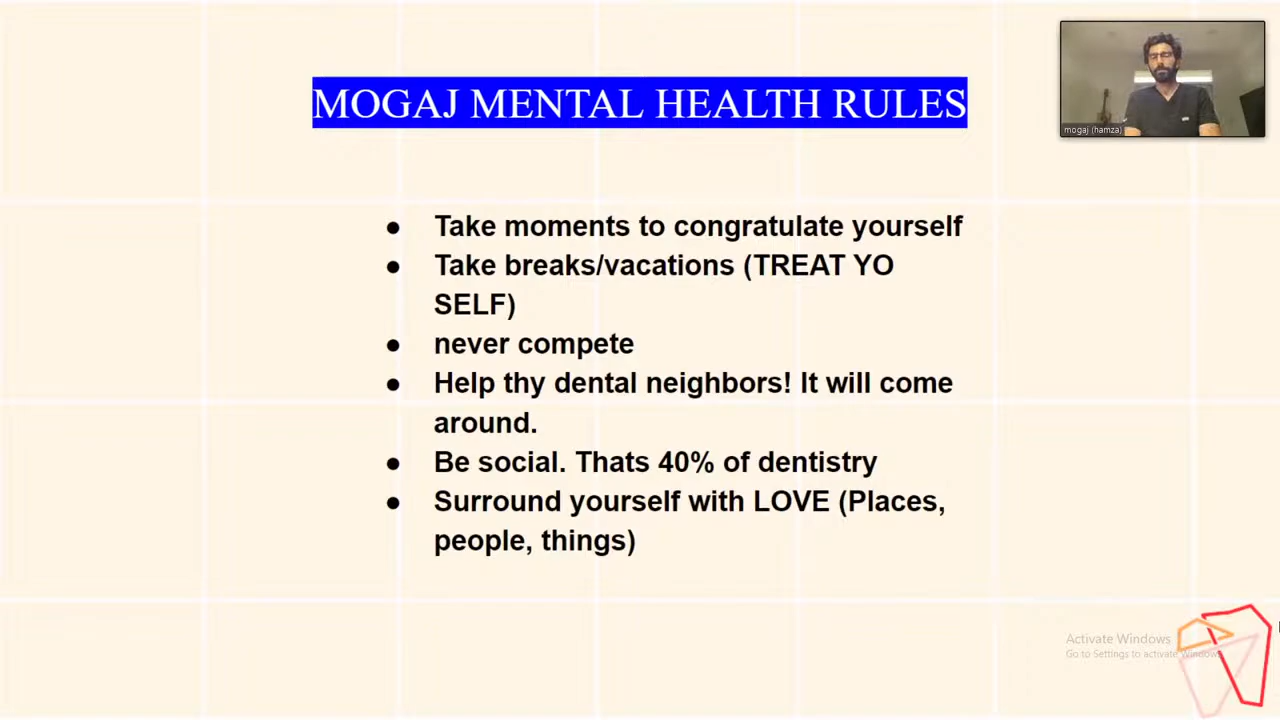 MOGAJ MENTAL HEALTH RULES
mogaj (hamza)
● Take moments to congratulate yourself
● Take breaks/vacations (TREAT YO
SELF)
● never compete
● Help thy dental neighbors! It will come
around.
● Be social. Thats 40% of dentistry
● Surround yourself with LOVE (Places,
people, things)
Activate Windows
Go to Settings to activate Windows.